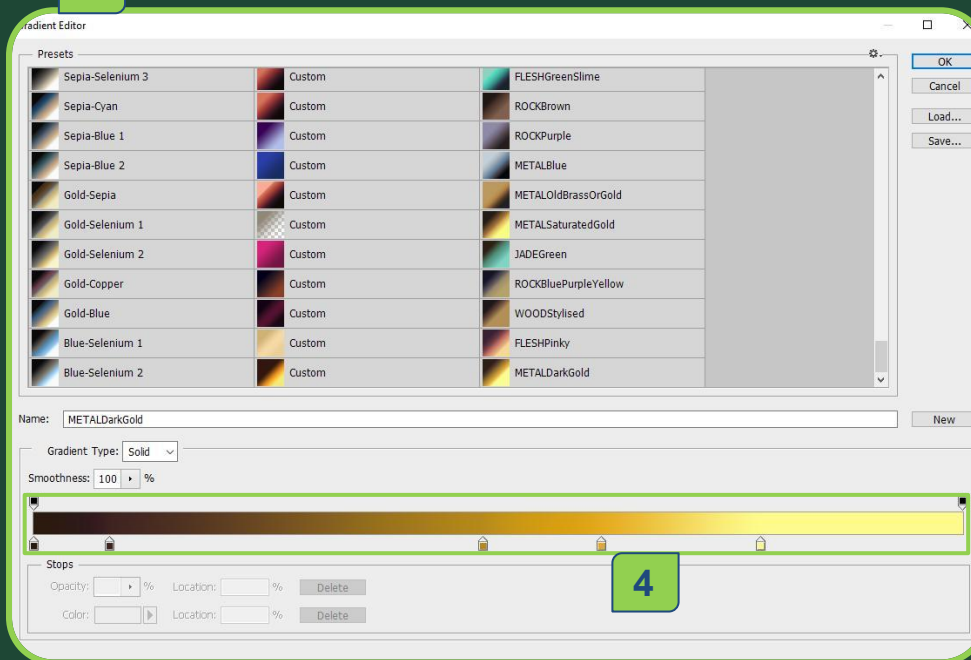 Gradient Editor
Presets
OK
Cancel
Load...
Save...
Sepia-Selenium 3 Custom FLESHGreenSlime
Sepia-Cyan Custom ROCKBrown
Sepia-Blue 1 Custom ROCKPurple
Sepia-Blue 2 Custom METALBlue
Gold-Sepia Custom METALOldBrassOrGold
Gold-Selenium 1 Custom METALSaturatedGold
Gold-Selenium 2 Custom JADEGreen
Gold-Copper Custom ROCKBluePurpleYellow
Gold-Blue Custom WOODStylised
Blue-Selenium 1 Custom FLESHPinky
Blue-Selenium 2 Custom METALDarkGold
Name: METALDarkGold New
Gradient Type: Solid
Smoothness: 100 %
Stops
Opacity: % Location: % Delete
Color: Location: % Delete
4